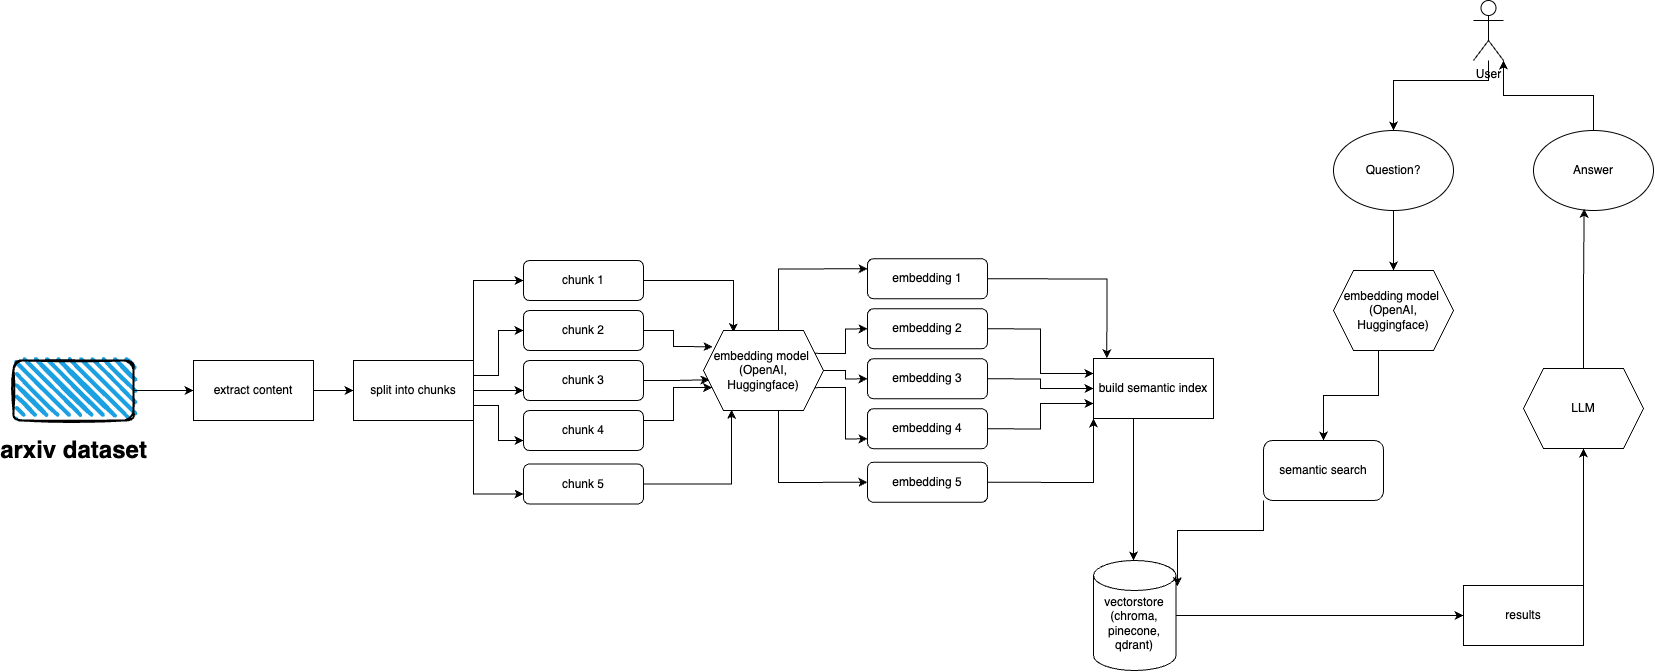 User
Question?
Answer
embedding model
(OpenAI,
Huggingface)
chunk 1
chunk 2
chunk 3
chunk 4
chunk 5
embedding model
(OpenAI,
Huggingface)
embedding 1
embedding 2
embedding 3
embedding 4
embedding 5
extract content
split into chunks
build semantic index
arxiv dataset
LLM
semantic search
vectorstore
(chroma,
pinecone,
qdrant)
results